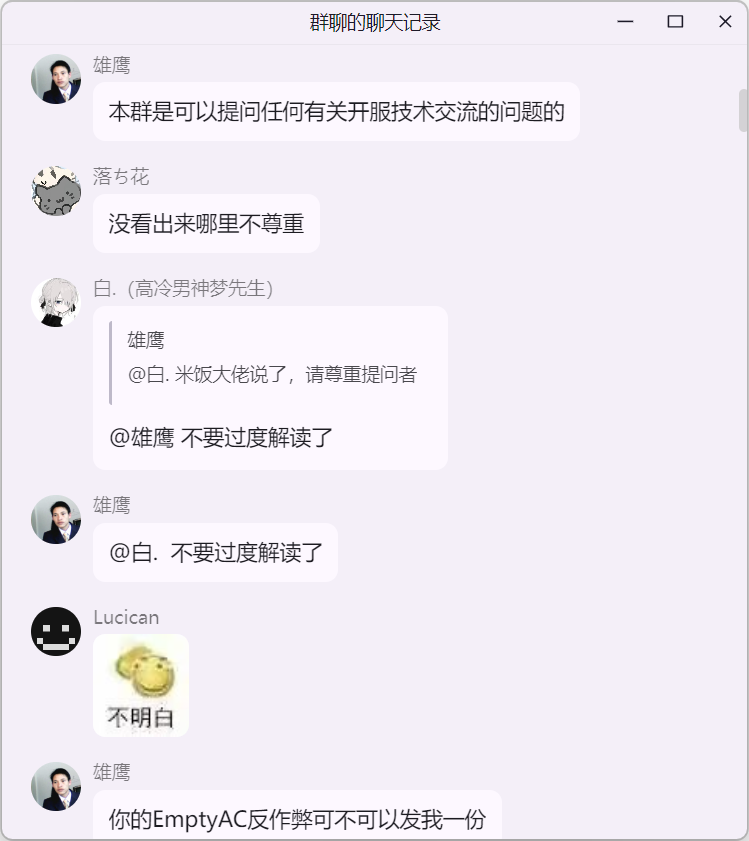 群聊的聊天记录
雄鹰
本群是可以提问任何有关开服技术交流的问题的
落ち花
没看出来哪里不尊重
白.（高冷男神梦先生）
雄鹰
@白. 米饭大佬说了，请尊重提问者
@雄鹰 不要过度解读了
雄鹰
@白. 不要过度解读了
Lucican
不明白
雄鹰
你的EmptyAC反作弊可不可以发我一份